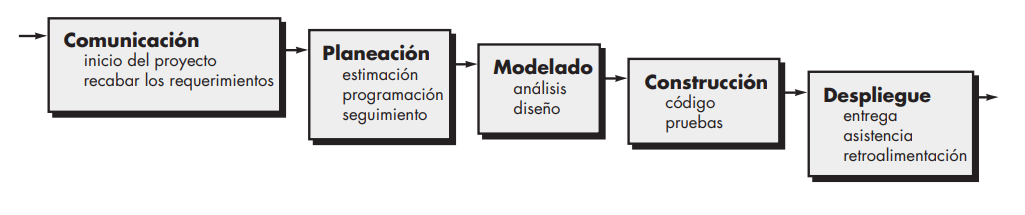 Comunicación
inicio del proyecto
recabar los requerimientos
Planeación
estimación
programación
seguimiento
Modelado
análisis
diseño
Construcción
código
pruebas
Despliegue
entrega
asistencia
retroalimentación